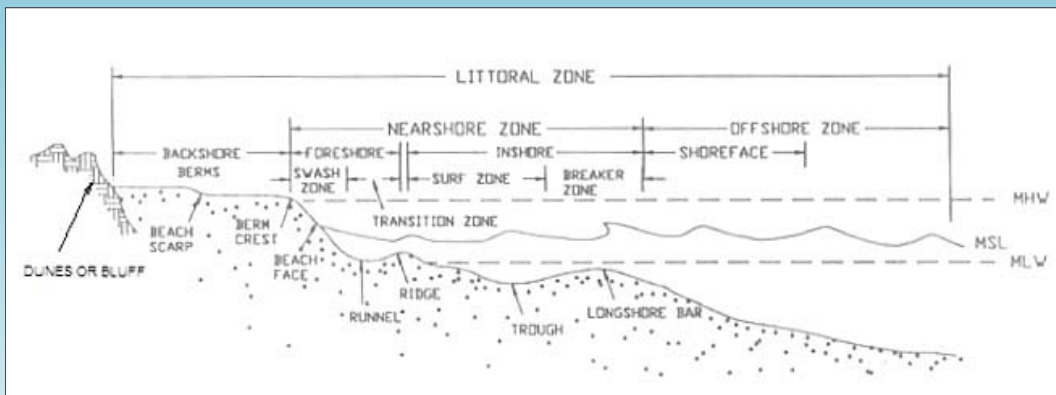 LITTORAL ZONE
NEARSHORE ZONE
OFFSHORE ZONE
BACKSHORE
FORESHORE
INSHORE
SHOREFACE
BERMS
SWASH
ZONE
SURF ZONE
BREAKER
ZONE
MHW
TRANSITION ZONE
BEACH
SCARP
BERM
CREST
MSL
BEACH
FACE
MLW
DUNES OR BLUFF
RIDGE
RUNNEL
TROUGH
LONGSHORE BAR